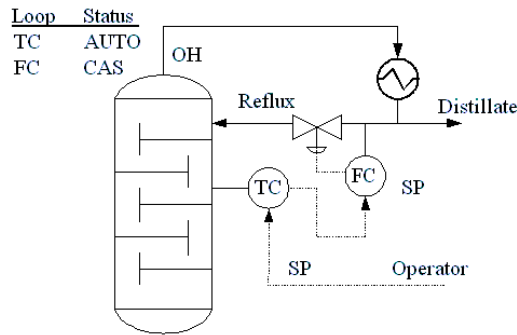 Loop Status
TC AUTO
FC CAS
OH
Reflux
Distillate
TC
FC
SP
SP Operator